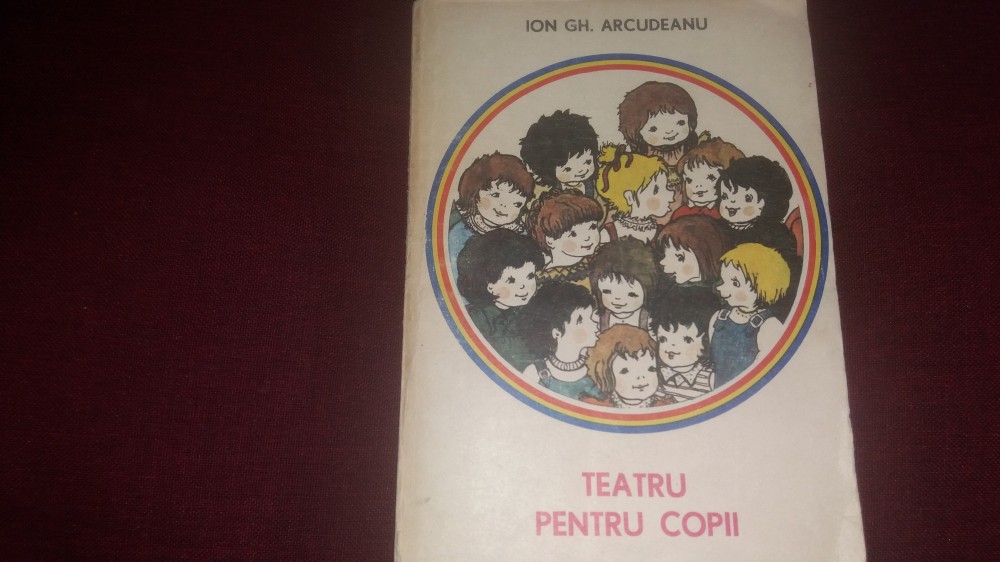 ION GH. ARCUDEANU
TEATRU
PENTRU COPII